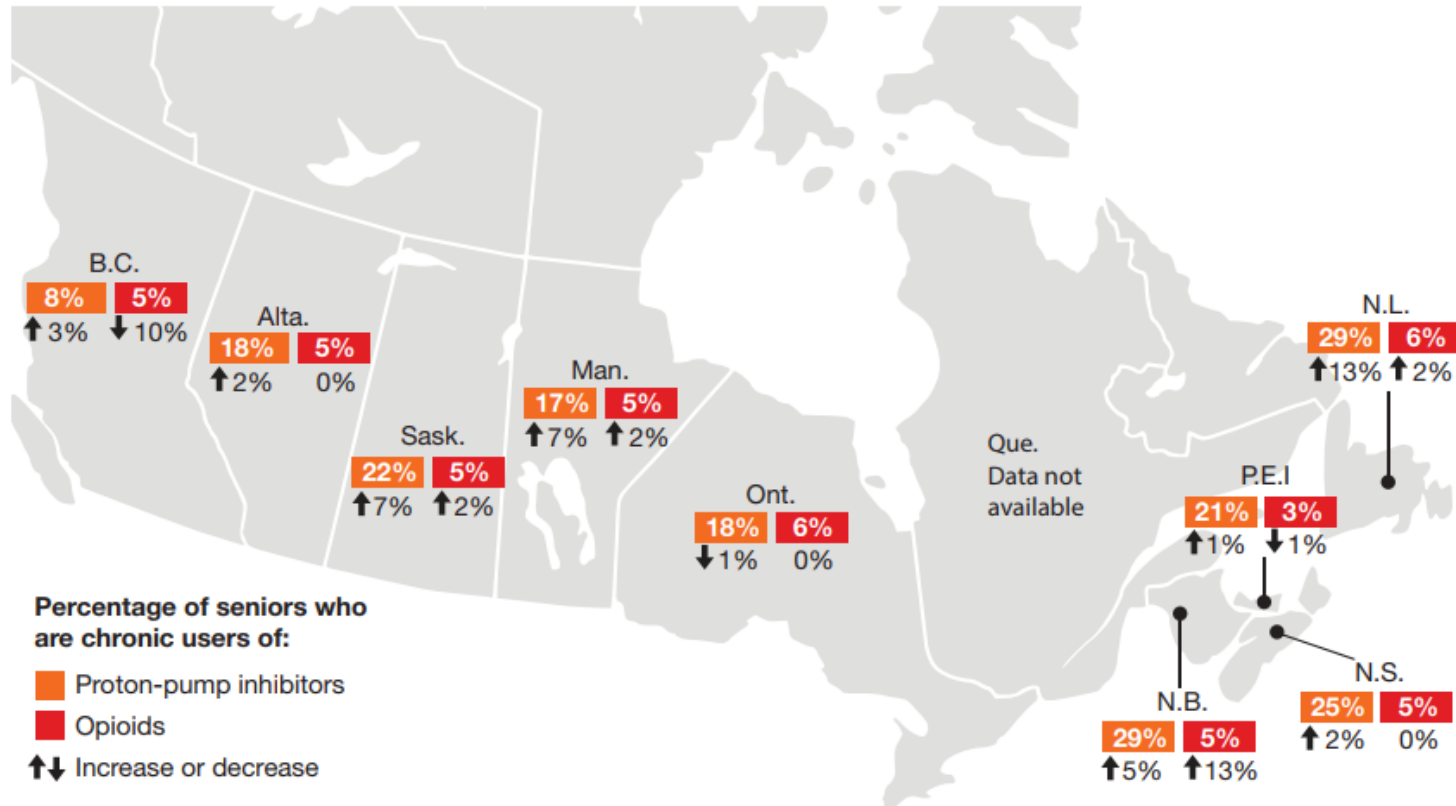 B.C.
8% 5%
↑3% ↓10%
Alta.
18% 5%
↑2% 0%
Sask.
22% 5%
↑7% ↑2%
Man.
17% 5%
↑7% ↑2%
Ont.
18% 6%
↓1% 0%
Que.
Data not
available
N.L.
29% 6%
↑13% ↑2%
P.E.I
21% 3%
↑1% ↓1%
N.B.
29% 5%
↑5% ↑13%
N.S.
25% 5%
↑2% 0%
Percentage of seniors who
are chronic users of:
Proton-pump inhibitors
Opioids
↑↓ Increase or decrease